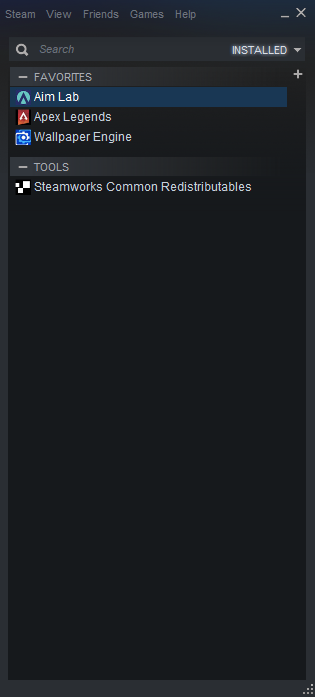 Steam View Friends Games Help
Search INSTALLED
FAVORITES
Aim Lab
Apex Legends
Wallpaper Engine
TOOLS
Steamworks Common Redistributables